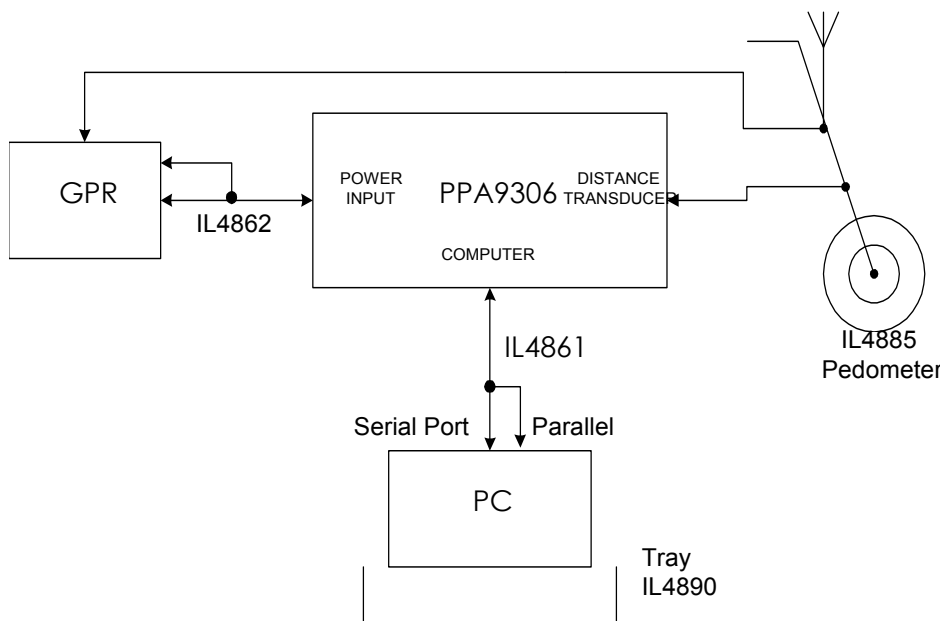 GPR
IL4862
POWER
INPUT
PPA9306
DISTANCE
TRANSDUCER
COMPUTER
IL4885
Pedometer
IL4861
Serial Port
Parallel
PC
Tray
IL4890